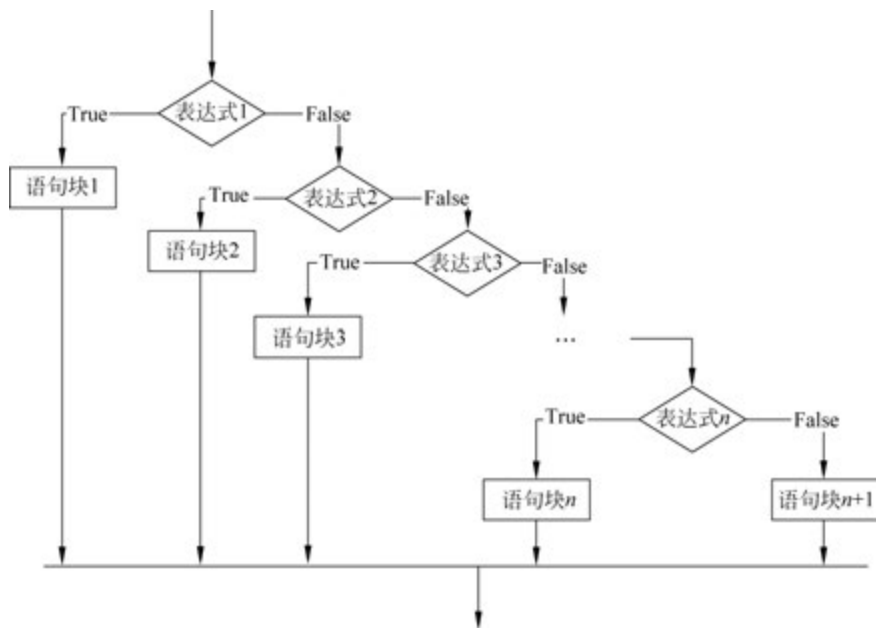 表达式1
True
False
语句块1
表达式2
True
False
语句块2
表达式3
True
False
语句块3
...
表达式n
True
False
语句块n
语句块n+1